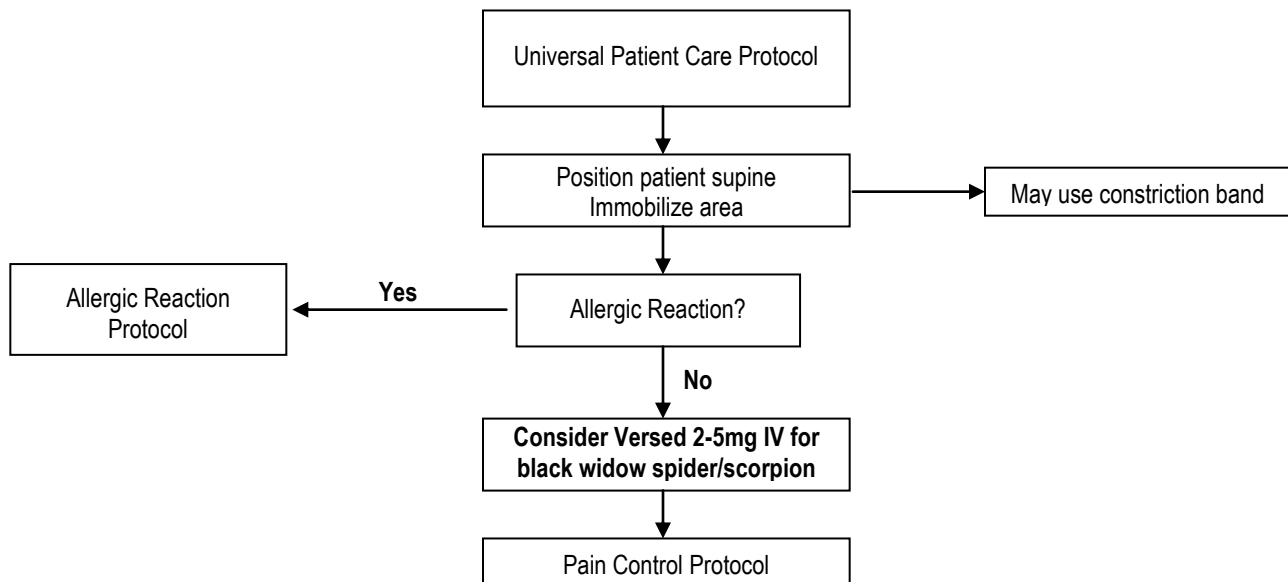 Universal Patient Care Protocol
Position patient supine
Immobilize area
May use constriction band
Allergic Reaction
Protocol
Yes
Allergic Reaction?
No
Consider Versed 2-5mg IV for
black widow spider/scorpion
Pain Control Protocol